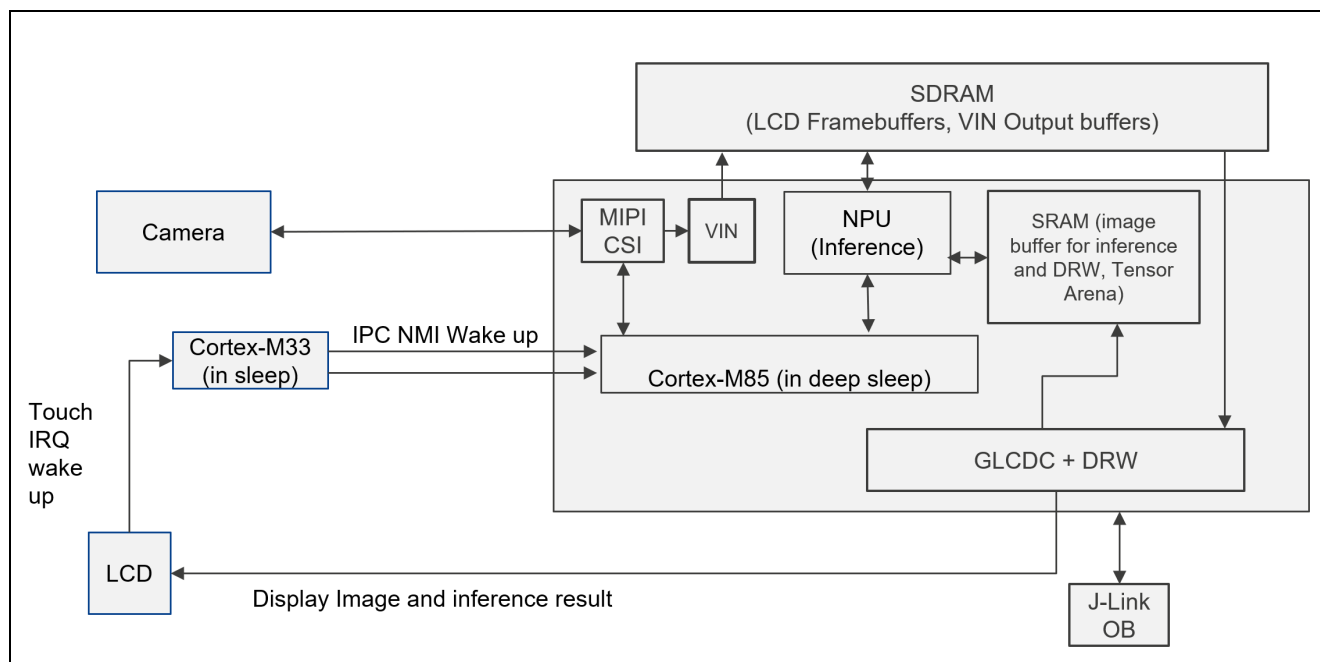 SDRAM
(LCD Framebuffers, VIN Output buffers)
Camera
MIPI
CSI
VIN
NPU
(Inference)
SRAM (image
buffer for inference
and DRW, Tensor
Arena)
Cortex-M33
(in sleep)
IPC NMI Wake up
Cortex-M85 (in deep sleep)
Touch
IRQ
wake
up
GLCDC + DRW
LCD
Display Image and inference result
J-Link
OB